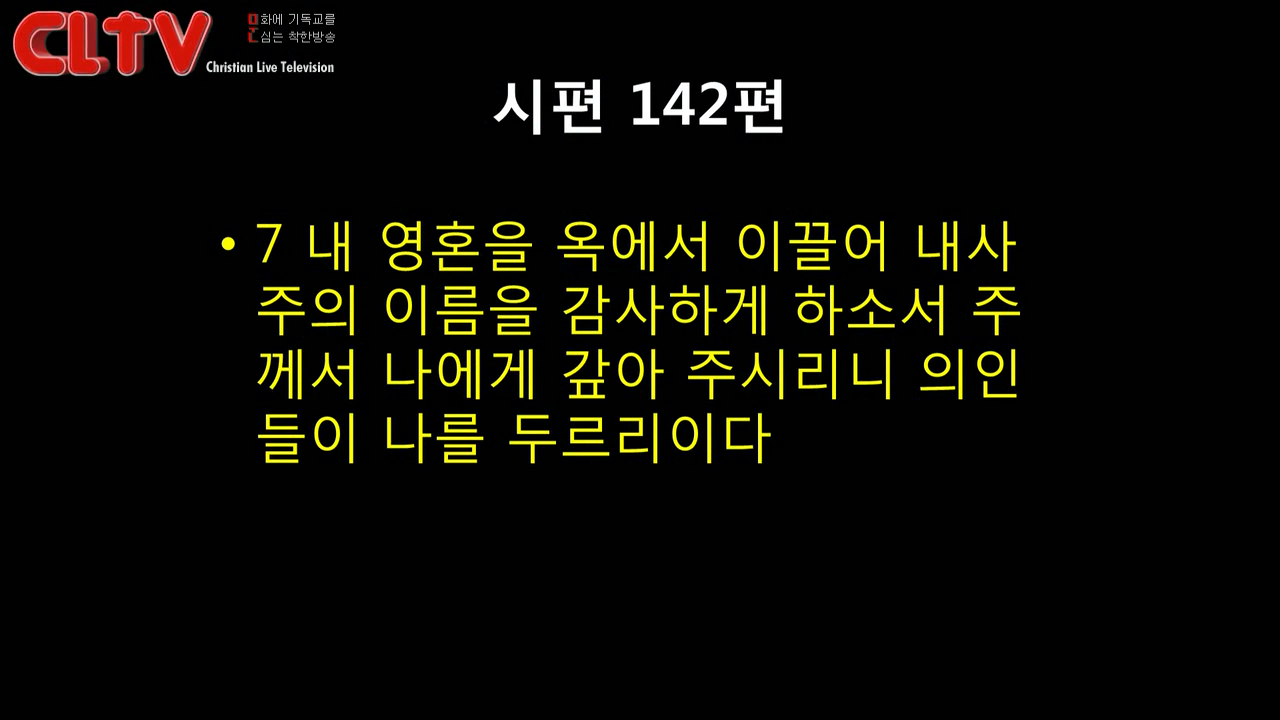 CLTV
문화에 기독교를
심는 착한방송
Christian Live Television
시편 142편
• 7 내 영혼을 옥에서 이끌어 내사
주의 이름을 감사하게 하소서 주
께서 나에게 갚아 주시리니 의인
들이 나를 두르리이다